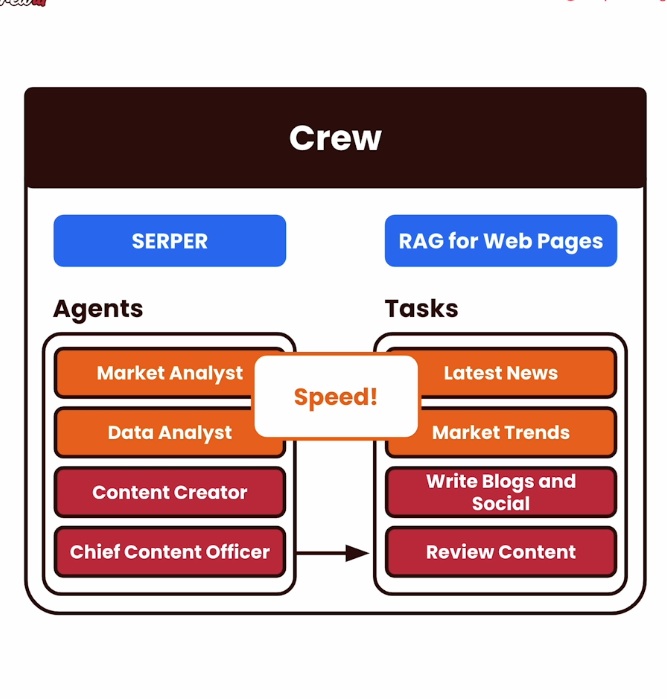 Crew
SERPER
RAG for Web Pages
Agents
Tasks
Market Analyst
Latest News
Speed!
Data Analyst
Market Trends
Content Creator
Write Blogs and
Social
Chief Content Officer
Review Content